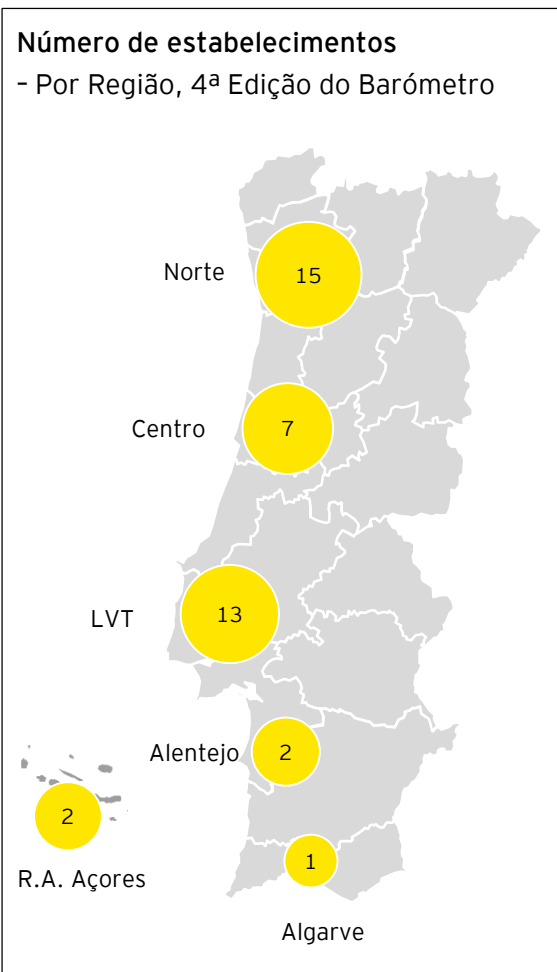 Número de estabelecimentos
– Por Região, 4ª Edição do Barómetro
Norte
15
Centro
7
LVT
13
Alentejo
2
2
R.A. Açores
1
Algarve